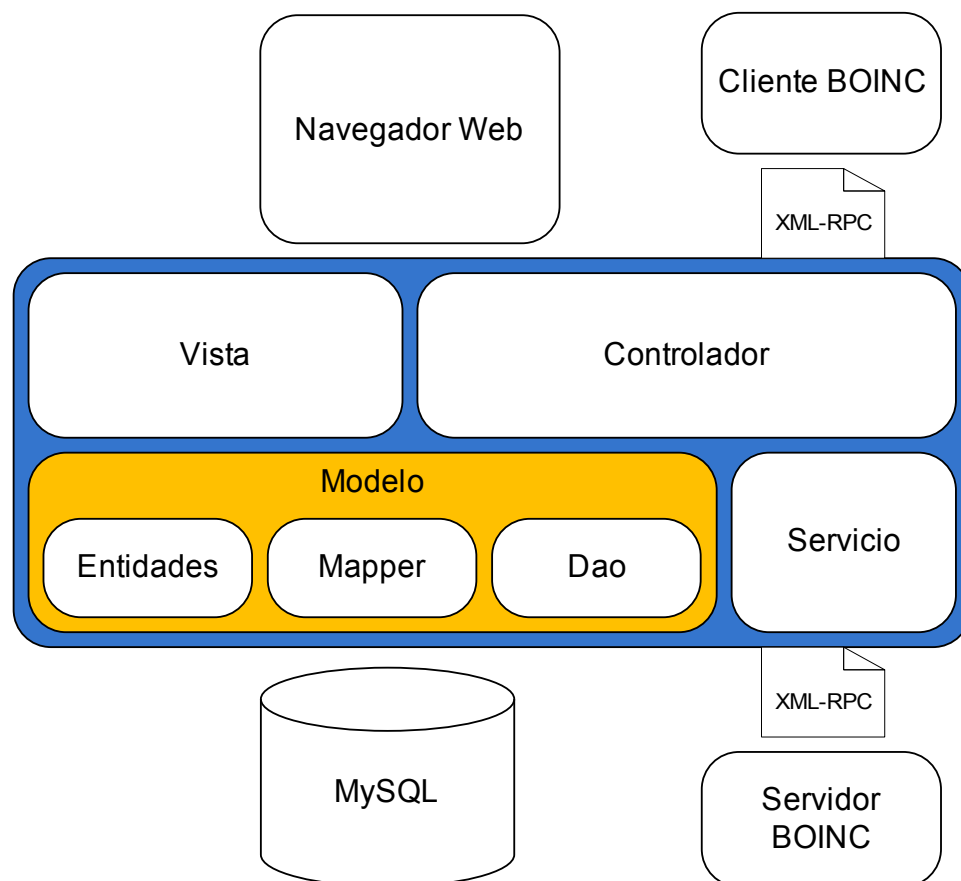 Navegador Web
Cliente BOINC
XML-RPC
Vista
Controlador
Modelo
Entidades
Mapper
Dao
Servicio
MySQL
XML-RPC
Servidor
BOINC